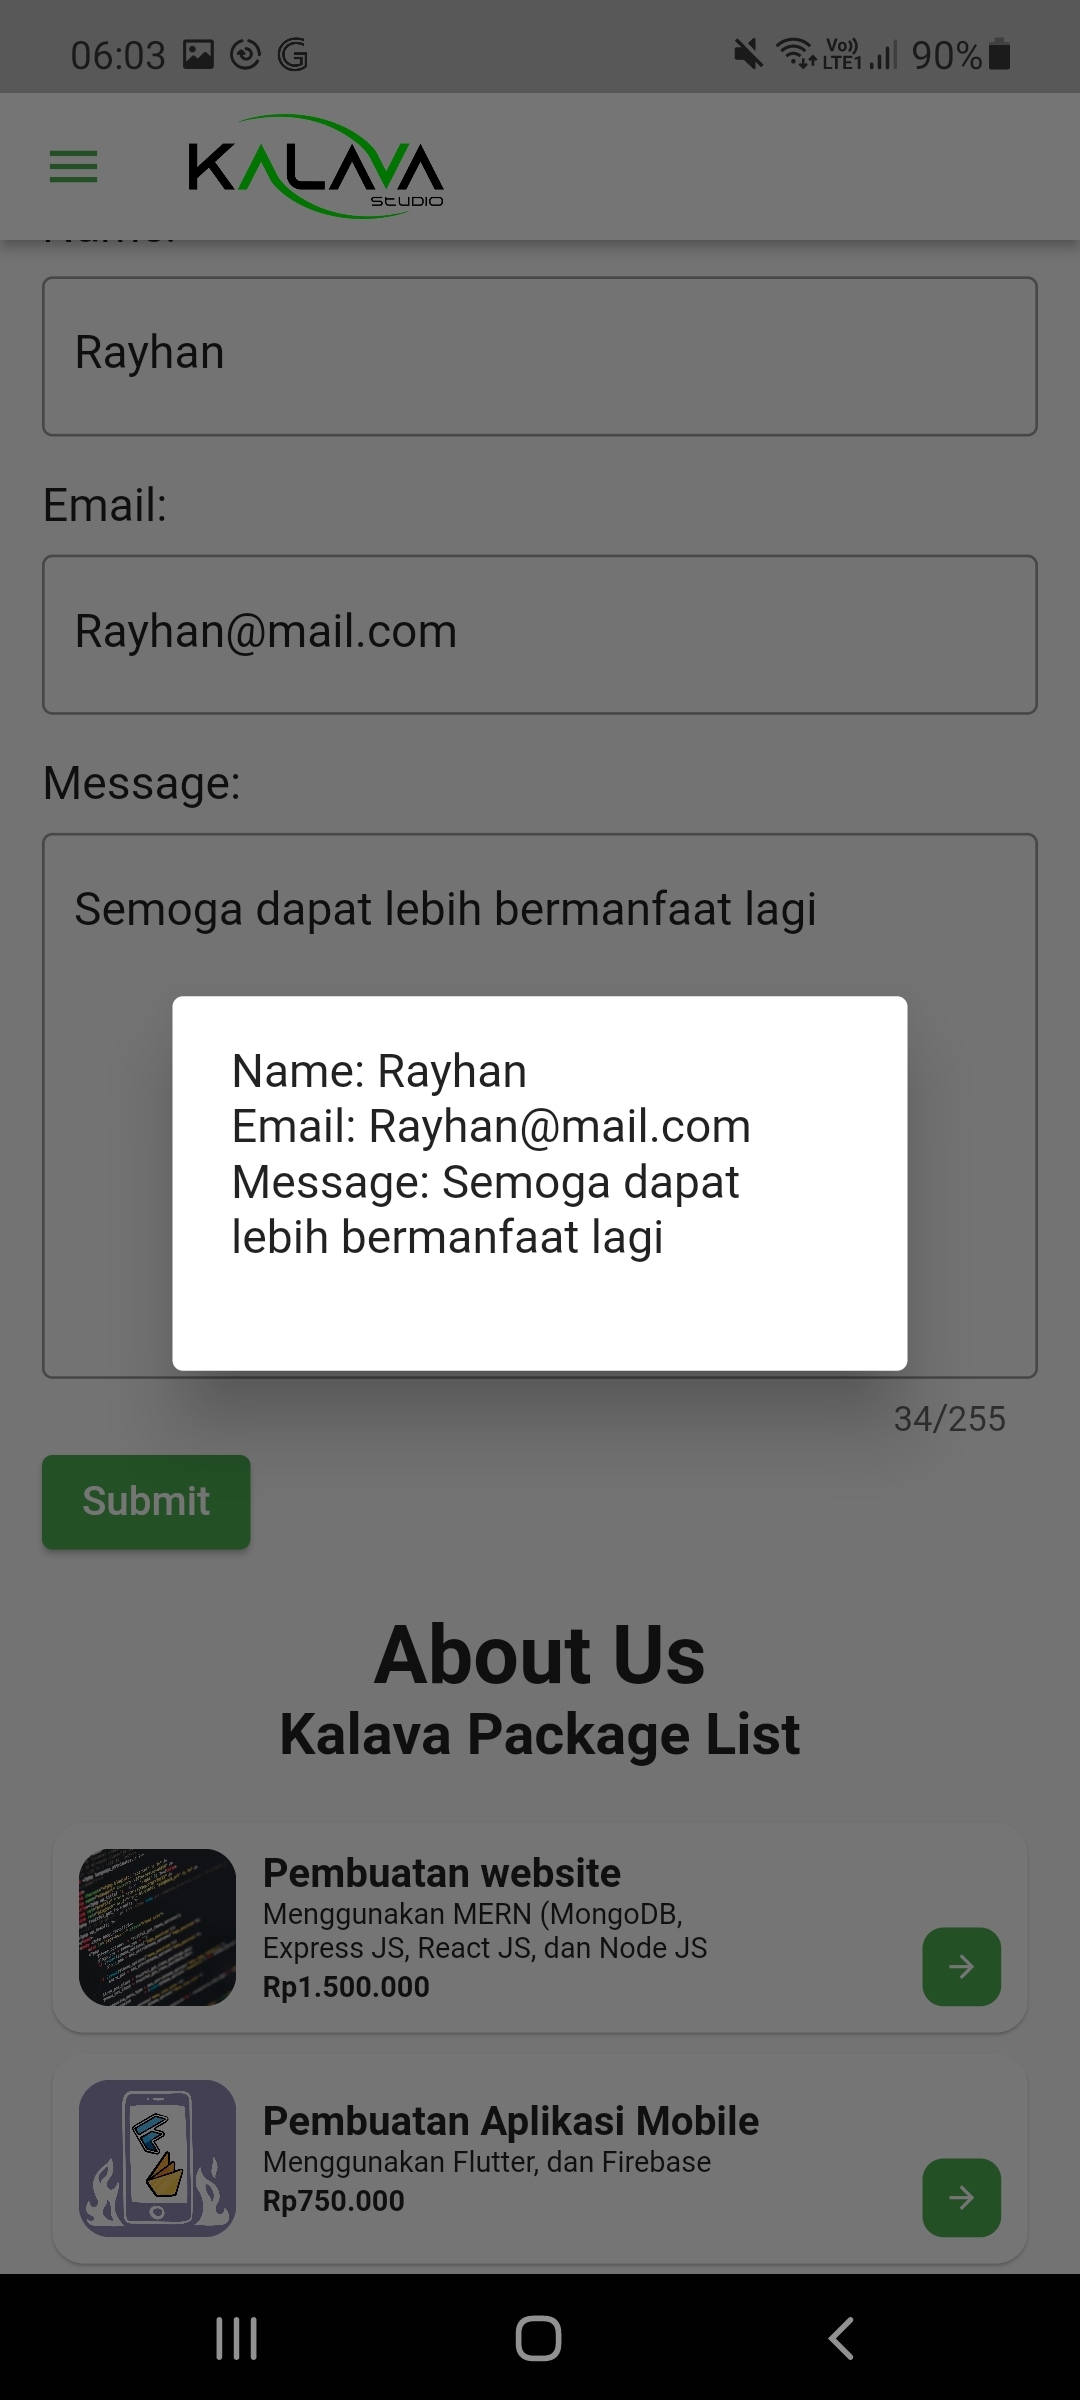 06:03
Vo))
LTE1
90%
KALAVA
STUDIO
Rayhan
Email:
Rayhan@mail.com
Message:
Semoga dapat lebih bermanfaat lagi
Name: Rayhan
Email: Rayhan@mail.com
Message: Semoga dapat
lebih bermanfaat lagi
34/255
Submit
About Us
Kalava Package List
Pembuatan website
Menggunakan MERN (MongoDB,
Express JS, React JS, dan Node JS
Rp1.500.000
Pembuatan Aplikasi Mobile
Menggunakan Flutter, dan Firebase
Rp750.000